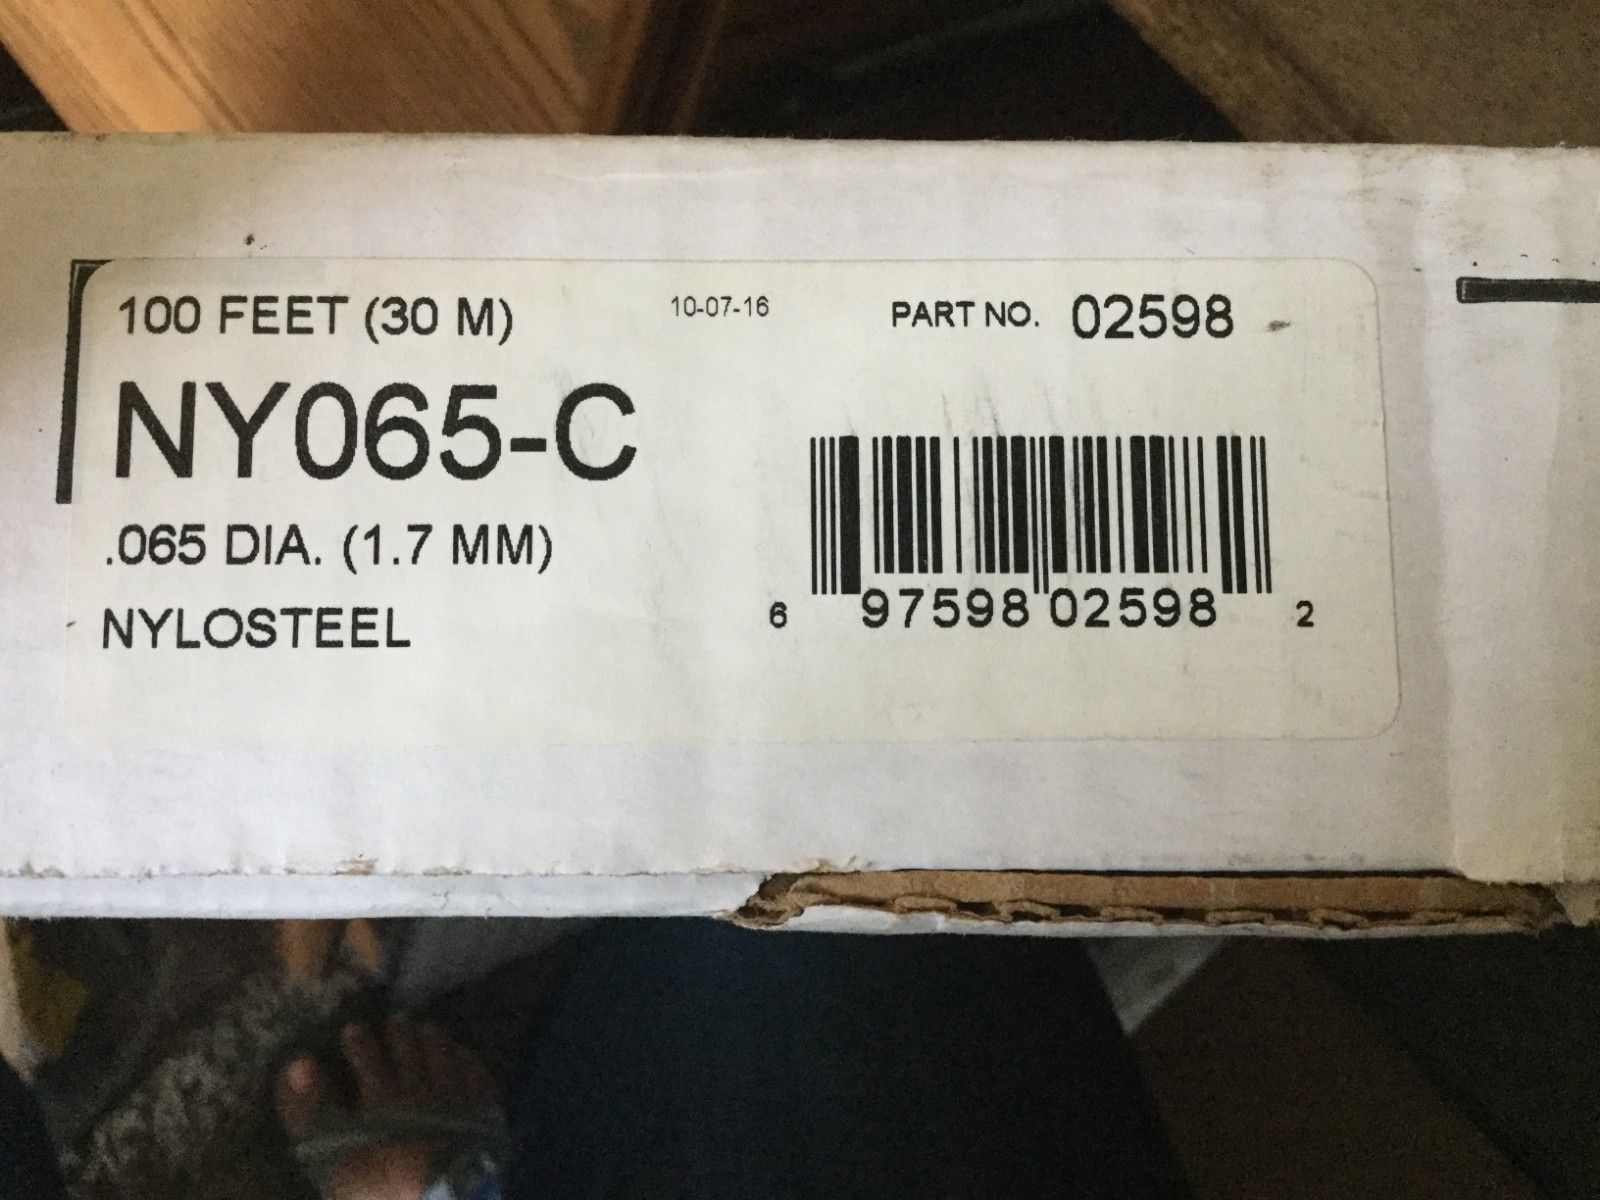 100 FEET (30 M)
10-07-16
PART NO. 02598
NY065-C
.065 DIA. (1.7 MM)
NYLOSTEEL
6 97598 02598 2